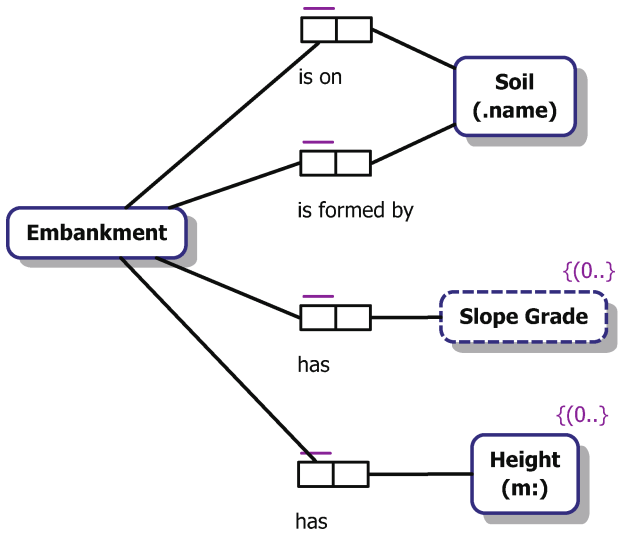 is on
Soil
(.name)
is formed by
Embankment
{(0..}
Slope Grade
has
{(0..}
Height
(m:)
has